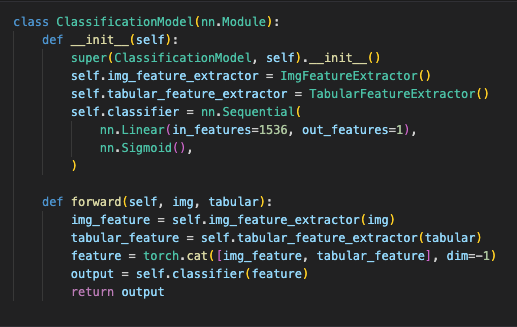 class ClassificationModel(nn.Module):
    def __init__(self):
        super(ClassificationModel, self).__init__()
        self.img_feature_extractor = ImgFeatureExtractor()
        self.tabular_feature_extractor = TabularFeatureExtractor()
        self.classifier = nn.Sequential(
            nn.Linear(in_features=1536, out_features=1),
            nn.Sigmoid(),
        )

    def forward(self, img, tabular):
        img_feature = self.img_feature_extractor(img)
        tabular_feature = self.tabular_feature_extractor(tabular)
        feature = torch.cat([img_feature, tabular_feature], dim=-1)
        output = self.classifier(feature)
        return output